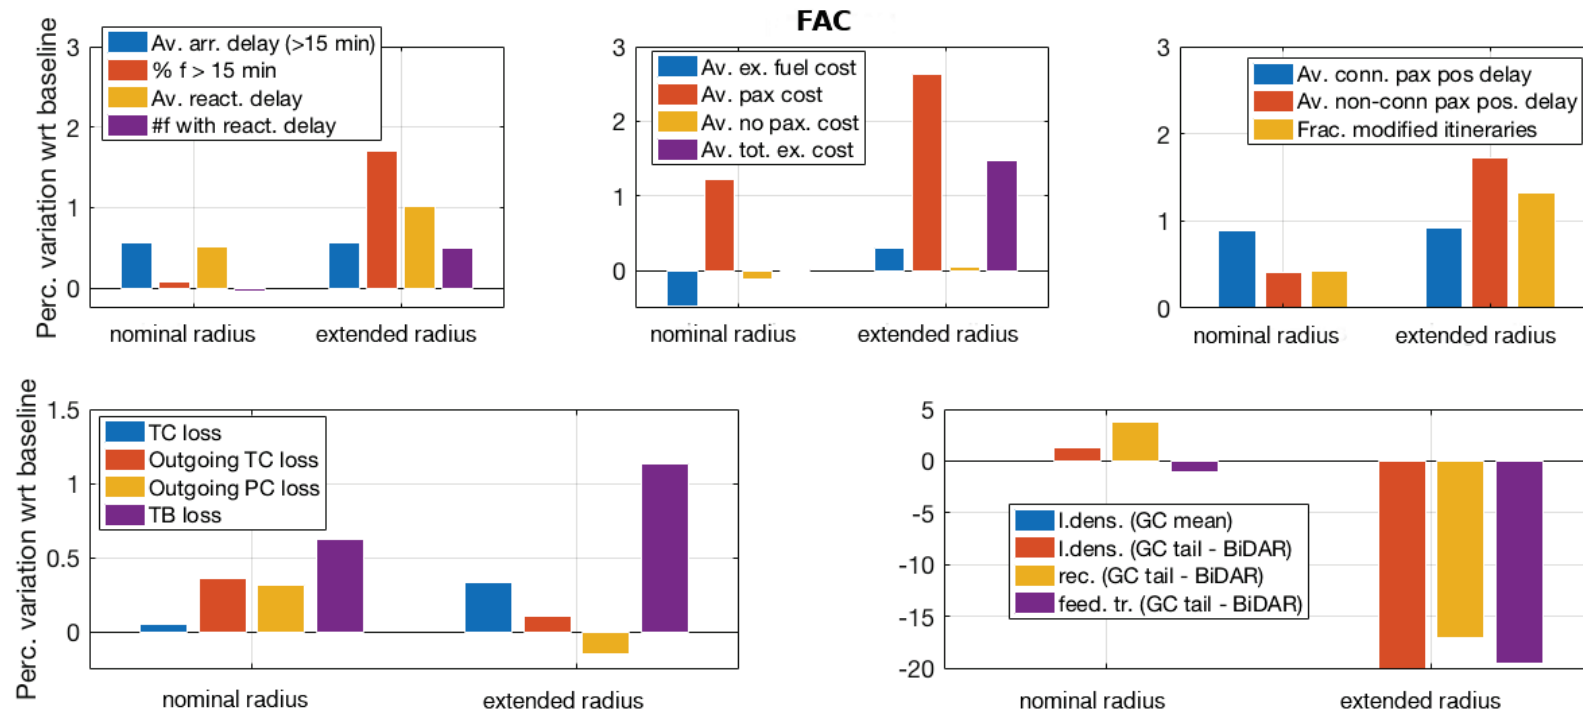 FAC
Perc. variation wrt baseline
3
2
1
0
Av. arr. delay (>15 min)
% f > 15 min
Av. react. delay
#f with react. delay
nominal radius
extended radius
3
2
1
0
Av. ex. fuel cost
Av. pax cost
Av. no pax. cost
Av. tot. ex. cost
nominal radius
extended radius
3
2
1
0
Av. conn. pax pos delay
Av. non-conn pax pos. delay
Frac. modified itineraries
nominal radius
extended radius
Perc. variation wrt baseline
1.5
1
0.5
0
TC loss
Outgoing TC loss
Outgoing PC loss
TB loss
nominal radius
extended radius
5
0
-5
-10
-15
-20
l.dens. (GC mean)
l.dens. (GC tail - BiDAR)
rec. (GC tail - BiDAR)
feed. tr. (GC tail - BiDAR)
nominal radius
extended radius